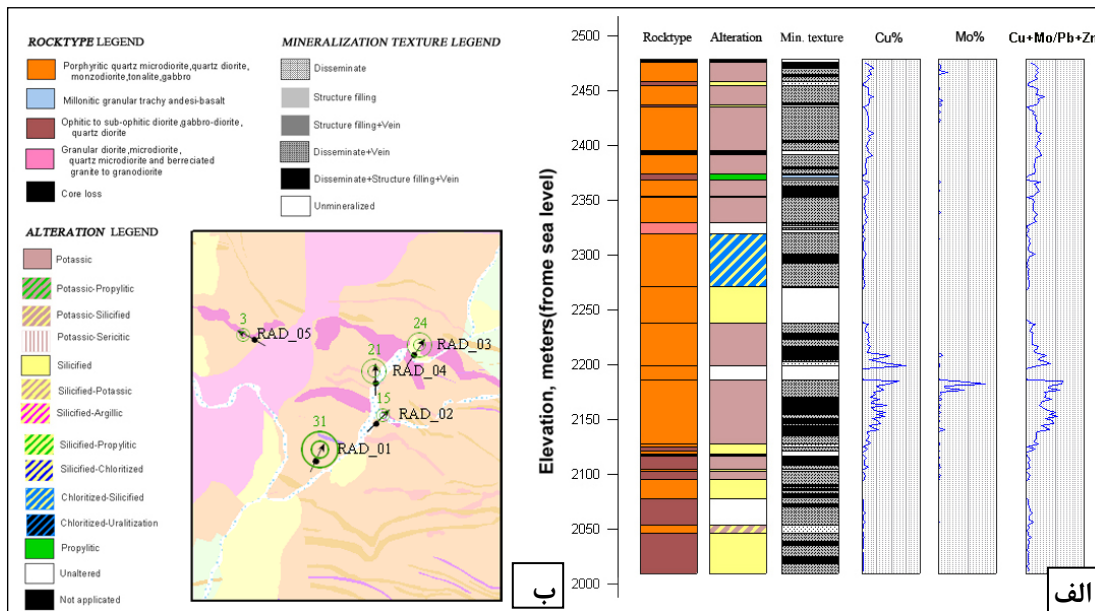 ROCKTYPE LEGEND
Porphyritic quartz microdiorite,quartz diorite,
monzodiorite,tonalite,gabbro
Millonitic granular trachy andesi-basalt
Ophitic to sub-ophitic diorite,gabbro-diorite,
quartz diorite
Granular diorite,microdiorite,
quartz microdiorite and berreciated
granite to granodiorite
Core loss
MINERALIZATION TEXTURE LEGEND
Disseminate
Structure filling
Structure filling+Vein
Disseminate+Vein
Disseminate+Structure filling+Vein
Unmineralized
ALTERATION LEGEND
Potassic
Potassic-Propylitic
Potassic-Silicified
Potassic-Sericitic
Silicified
Silicified-Potassic
Silicified-Argillic
Silicified-Propylitic
Silicified-Chloritized
Chloritized-Silicified
Chloritized-Uralitization
Propylitic
Unaltered
Not applicated
3
RAD_05
24
RAD_03
21
RAD_04
15
RAD_02
31
RAD_01
ب
Elevation, meters(frome sea level)
2500
2450
2400
2350
2300
2250
2200
2150
2100
2050
2000
Rocktype
Alteration
Min. texture
Cu%
Mo%
Cu+Mo/Pb+Zn
الف